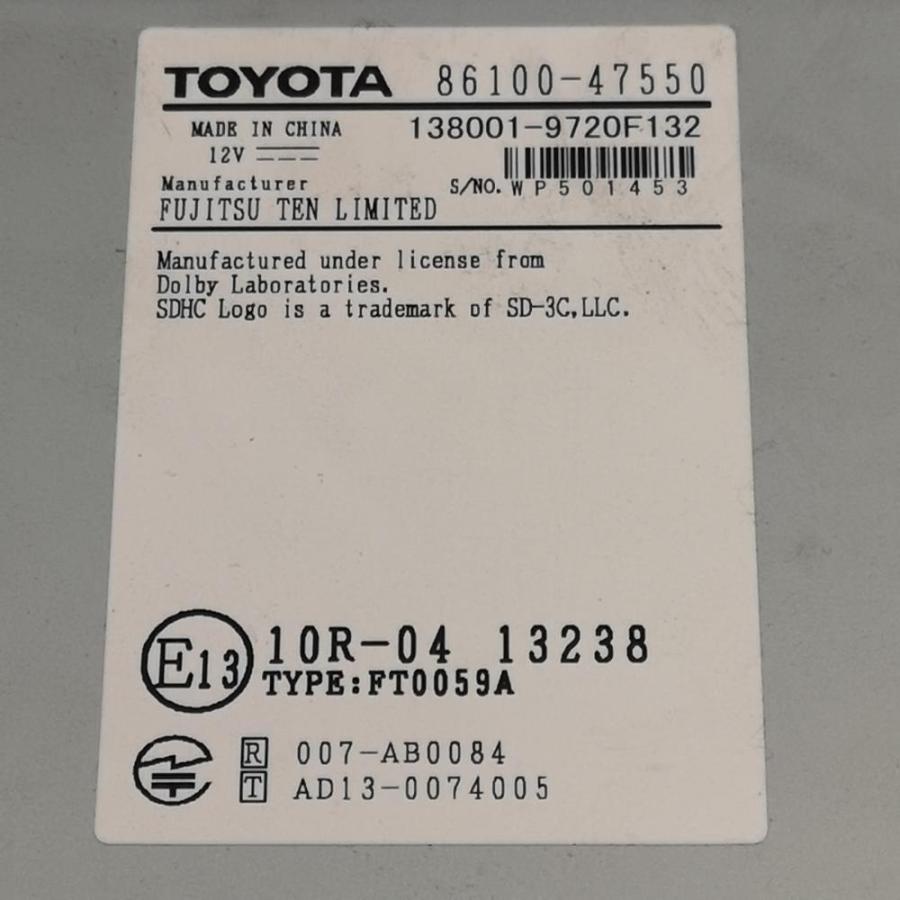 TOYOTA 86100-47550
MADE IN CHINA 138001-9720F132
12V
Manufacturer S/NO. WP501453
FUJITSU TEN LIMITED
Manufactured under license from
Dolby Laboratories.
SDHC Logo is a trademark of SD-3C,LLC.
E13 10R-04 13238
TYPE:FT0059A
R 007-AB0084
T AD13-0074005